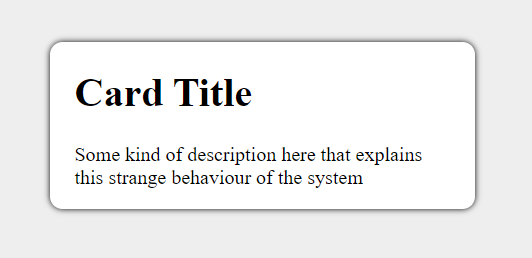 Card Title
Some kind of description here that explains
this strange behaviour of the system